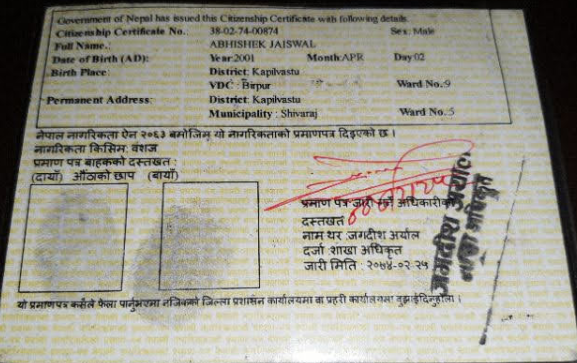 Government of Nepal has issued this Citizenship Certificate with following details
Citizenship Certificate No. 38-02-74-00874 Sex: Male
Full Name.: ABHISHEK JAISWAL
Date of Birth (AD): Year:2001 Month:APR Day:02
Birth Place: District: Kapilvastu
VDC : Birpur Ward No.:9
Permanent Address: District: Kapilvastu
Municipality : Shivaraj Ward No.:5
नेपाल नागरिकता ऐन २०६३ बमोजिम यो नागरिकताको प्रमाणपत्र दिइएको छ ।
नागरिकता किसिम: वंशज
प्रमाण पत्र बाहकको दस्तखत :
(दायाँ) औंठाको छाप (बायाँ)
प्रमाण पत्र जारी गर्ने अधिकारीको
दस्तखत
नाम थर :जगदीश अर्याल
दर्जा :शाखा अधिकृत
जारी मिति : २०७४-०२-२५
जगदीश अर्याल
शाखा अधिकृत
यो प्रमाणपत्र कसैले फेला पार्नुभएमा नजिकको जिल्ला प्रशासन कार्यालयमा वा प्रहरी कार्यालयमा बुझाईदिनुहोला ।